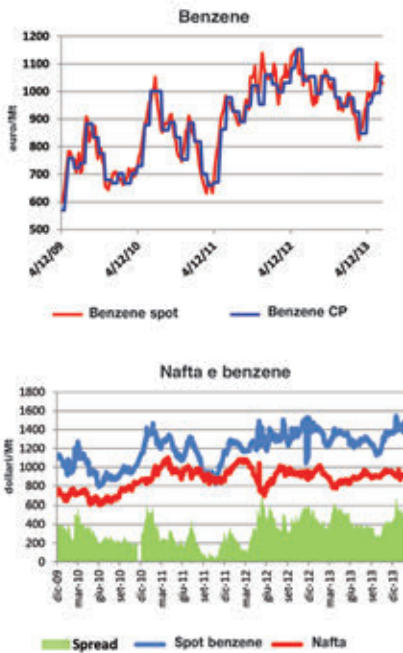 Benzene
euro/Mt
1200
1100
1000
900
800
700
600
500
4/12/09
4/12/10
4/12/11
4/12/12
4/12/13
Benzene spot
Benzene CP
Nafta e benzene
dollari/Mt
1800
1600
1400
1200
1000
800
600
400
200
0
dic-09
mar-10
giu-10
set-10
dic-10
mar-11
giu-11
set-11
dic-11
mar-12
giu-12
set-12
dic-12
mar-13
giu-13
set-13
dic-13
Spread
Spot benzene
Nafta